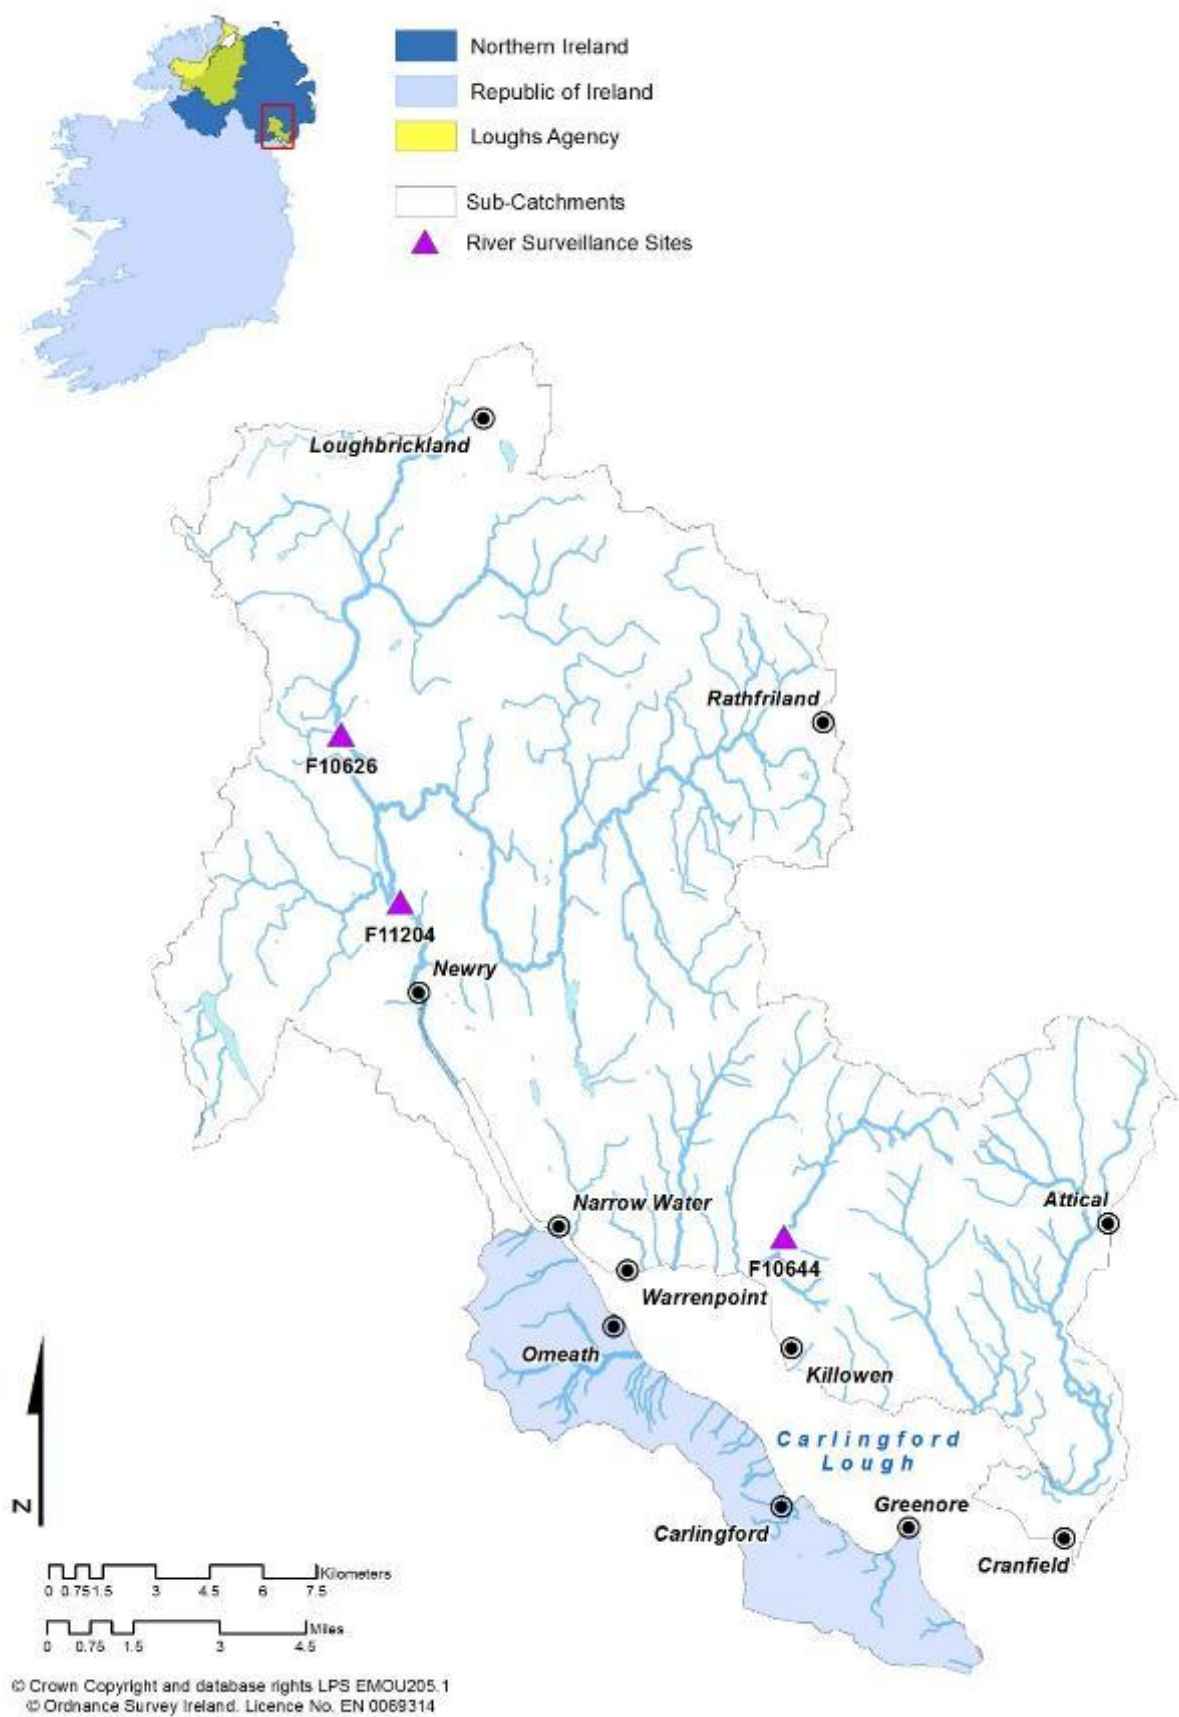 Northern Ireland
Republic of Ireland
Loughs Agency
Sub-Catchments
River Surveillance Sites
Loughbrickland
Rathfriland
F10626
F11204
Newry
Narrow Water
Attical
F10644
Warrenpoint
Omeath
Killowen
Carlingford
Lough
Greenore
Carlingford
Cranfield
N
Kilometers
0 0.75 1.5 3 4.5 6 7.5
Miles
0 0.75 1.5 3 4.5
© Crown Copyright and database rights LPS EMOU205.1
© Ordnance Survey Ireland. Licence No. EN 0069314